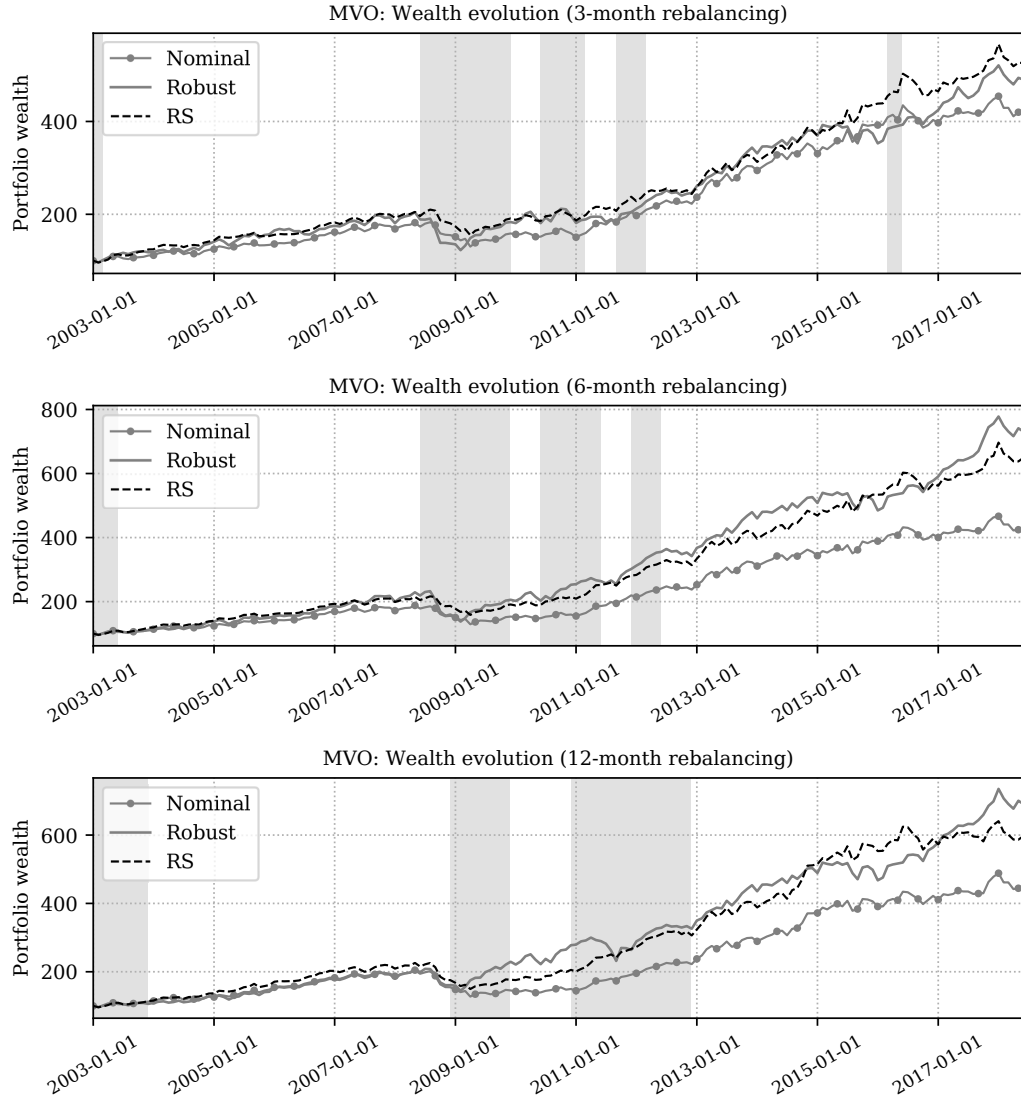 MVO: Wealth evolution (3-month rebalancing)
Portfolio wealth
400
200
Nominal
Robust
RS
2003-01-01
2005-01-01
2007-01-01
2009-01-01
2011-01-01
2013-01-01
2015-01-01
2017-01-01
MVO: Wealth evolution (6-month rebalancing)
Portfolio wealth
800
600
400
200
Nominal
Robust
RS
2003-01-01
2005-01-01
2007-01-01
2009-01-01
2011-01-01
2013-01-01
2015-01-01
2017-01-01
MVO: Wealth evolution (12-month rebalancing)
Portfolio wealth
600
400
200
Nominal
Robust
RS
2003-01-01
2005-01-01
2007-01-01
2009-01-01
2011-01-01
2013-01-01
2015-01-01
2017-01-01